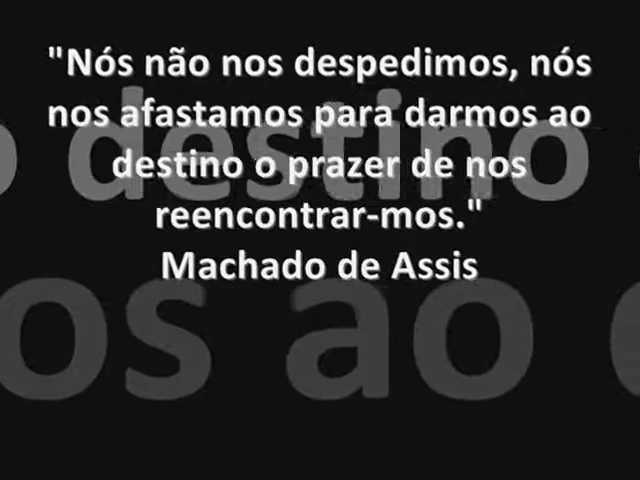 "Nós não nos despedimos, nós
nos afastamos para darmos ao
destino o prazer de nos
reencontrar-mos."
Machado de Assis
o destino
os ao